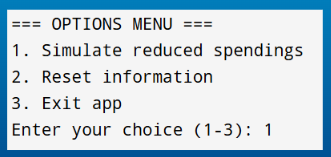 === OPTIONS MENU ===
1. Simulate reduced spendings
2. Reset information
3. Exit app
Enter your choice (1-3): 1